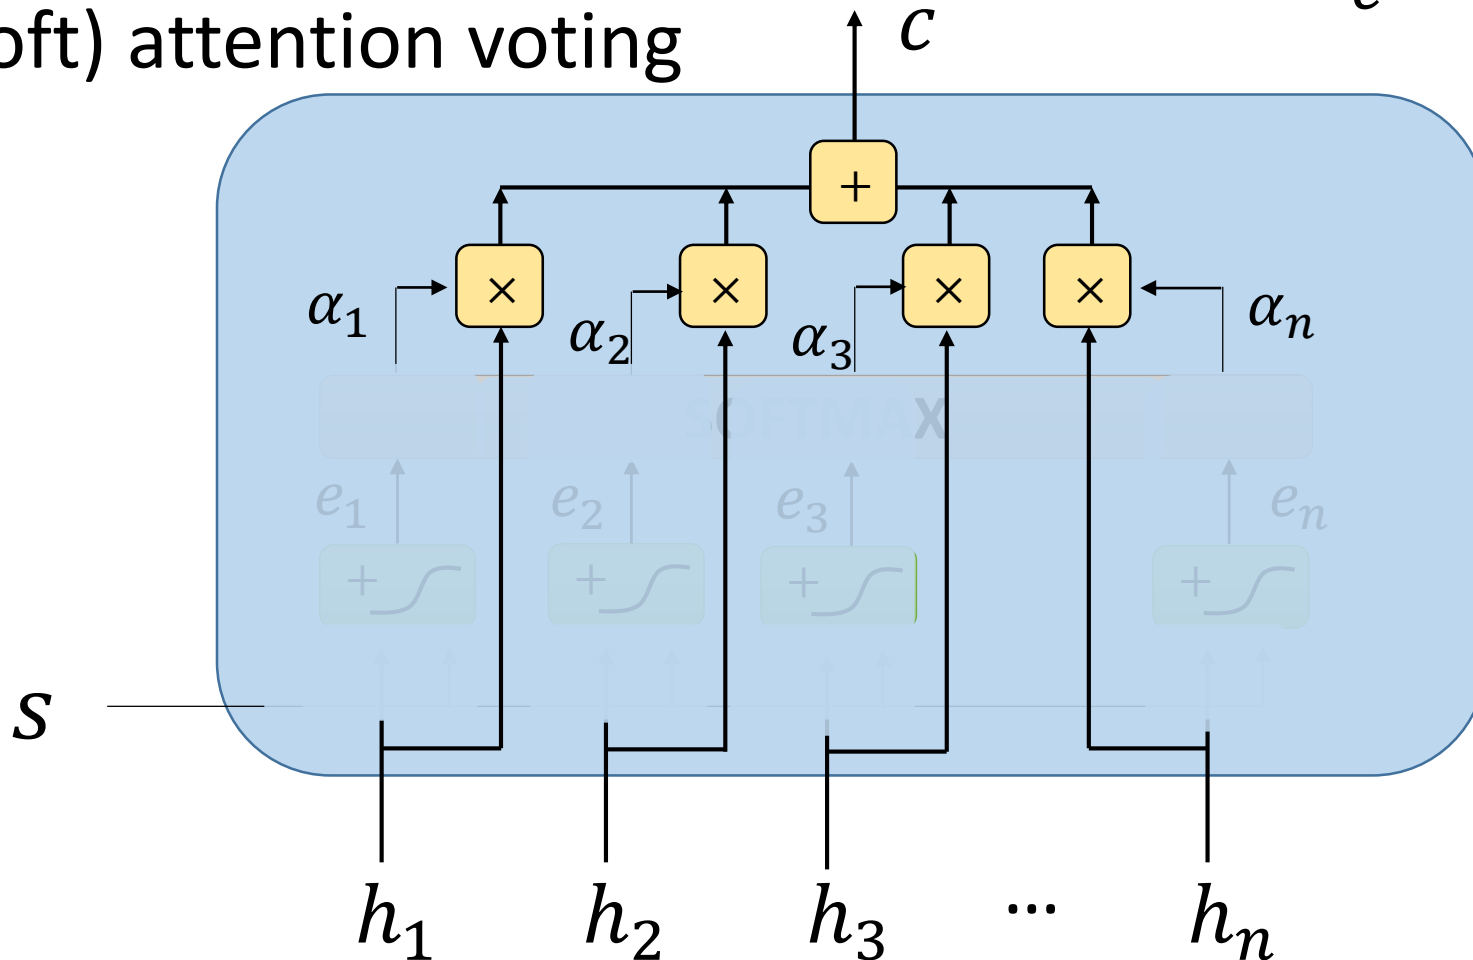 oft) attention voting
c
+
× × × ×
α₁ α₂ α₃ αₙ
SOFTMAX
e₁ e₂ e₃ eₙ
+ + + +
s
h₁ h₂ h₃ ... hₙ